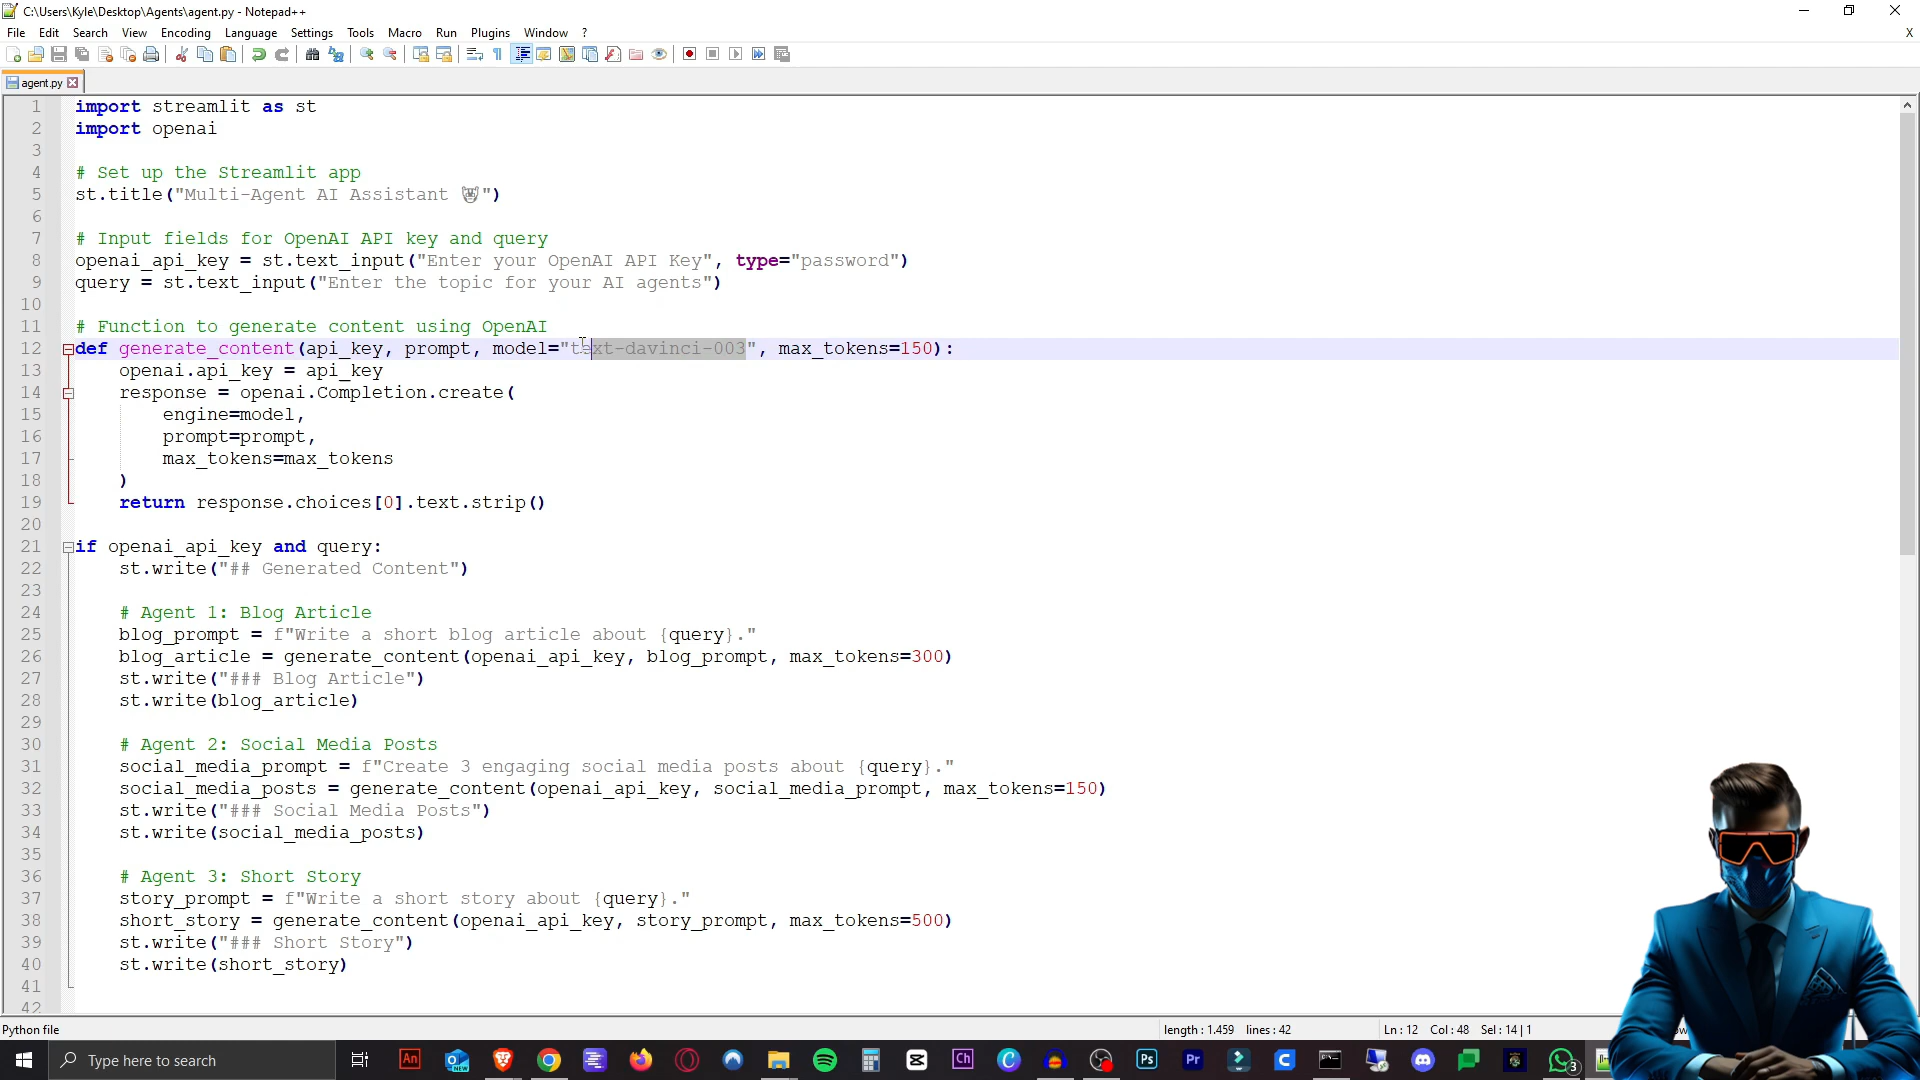 C:\Users\Kyle\Desktop\Agents\agent.py - Notepad++
File Edit Search View Encoding Language Settings Tools Macro Run Plugins Window ? X
agent.py
1 import streamlit as st
2 import openai
3
4 # Set up the Streamlit app
5 st.title("Multi-Agent AI Assistant 🐼")
6
7 # Input fields for OpenAI API key and query
8 openai_api_key = st.text_input("Enter your OpenAI API Key", type="password")
9 query = st.text_input("Enter the topic for your AI agents")
10
11 # Function to generate content using OpenAI
12 def generate_content(api_key, prompt, model="text-davinci-003", max_tokens=150):
13 openai.api_key = api_key
14 response = openai.Completion.create(
15 engine=model,
16 prompt=prompt,
17 max_tokens=max_tokens
18 )
19 return response.choices[0].text.strip()
20
21 if openai_api_key and query:
22 st.write("## Generated Content")
23
24 # Agent 1: Blog Article
25 blog_prompt = f"Write a short blog article about {query}."
26 blog_article = generate_content(openai_api_key, blog_prompt, max_tokens=300)
27 st.write("### Blog Article")
28 st.write(blog_article)
29
30 # Agent 2: Social Media Posts
31 social_media_prompt = f"Create 3 engaging social media posts about {query}."
32 social_media_posts = generate_content(openai_api_key, social_media_prompt, max_tokens=150)
33 st.write("### Social Media Posts")
34 st.write(social_media_posts)
35
36 # Agent 3: Short Story
37 story_prompt = f"Write a short story about {query}."
38 short_story = generate_content(openai_api_key, story_prompt, max_tokens=500)
39 st.write("### Short Story")
40 st.write(short_story)
41
42
Python file length : 1.459 lines : 42 Ln : 12 Col : 48 Sel : 14 | 1
Type here to search An NEW Ch Ps Pr 3